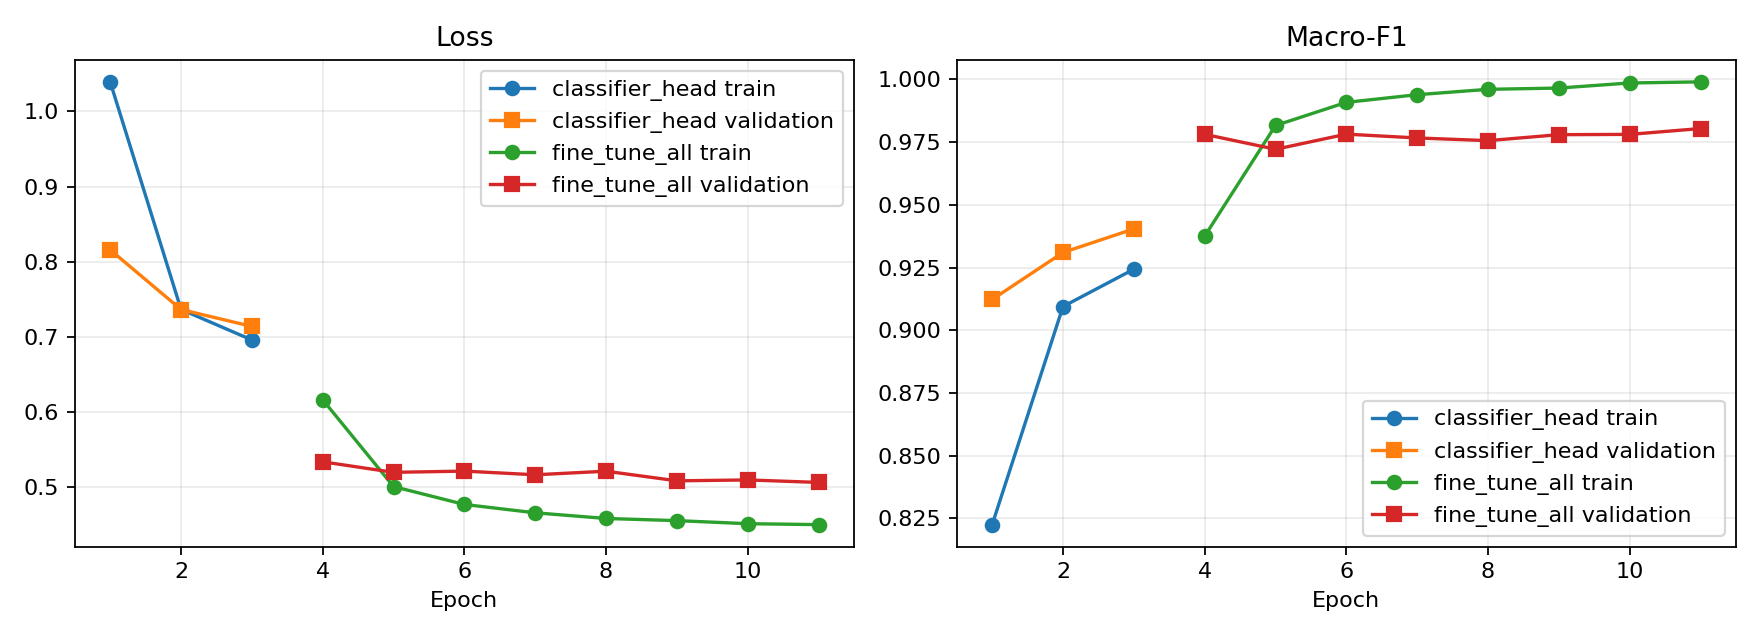 Loss
1.0
0.9
0.8
0.7
0.6
0.5
2 4 6 8 10
Epoch
classifier_head train
classifier_head validation
fine_tune_all train
fine_tune_all validation
Macro-F1
1.000
0.975
0.950
0.925
0.900
0.875
0.850
0.825
2 4 6 8 10
Epoch
classifier_head train
classifier_head validation
fine_tune_all train
fine_tune_all validation